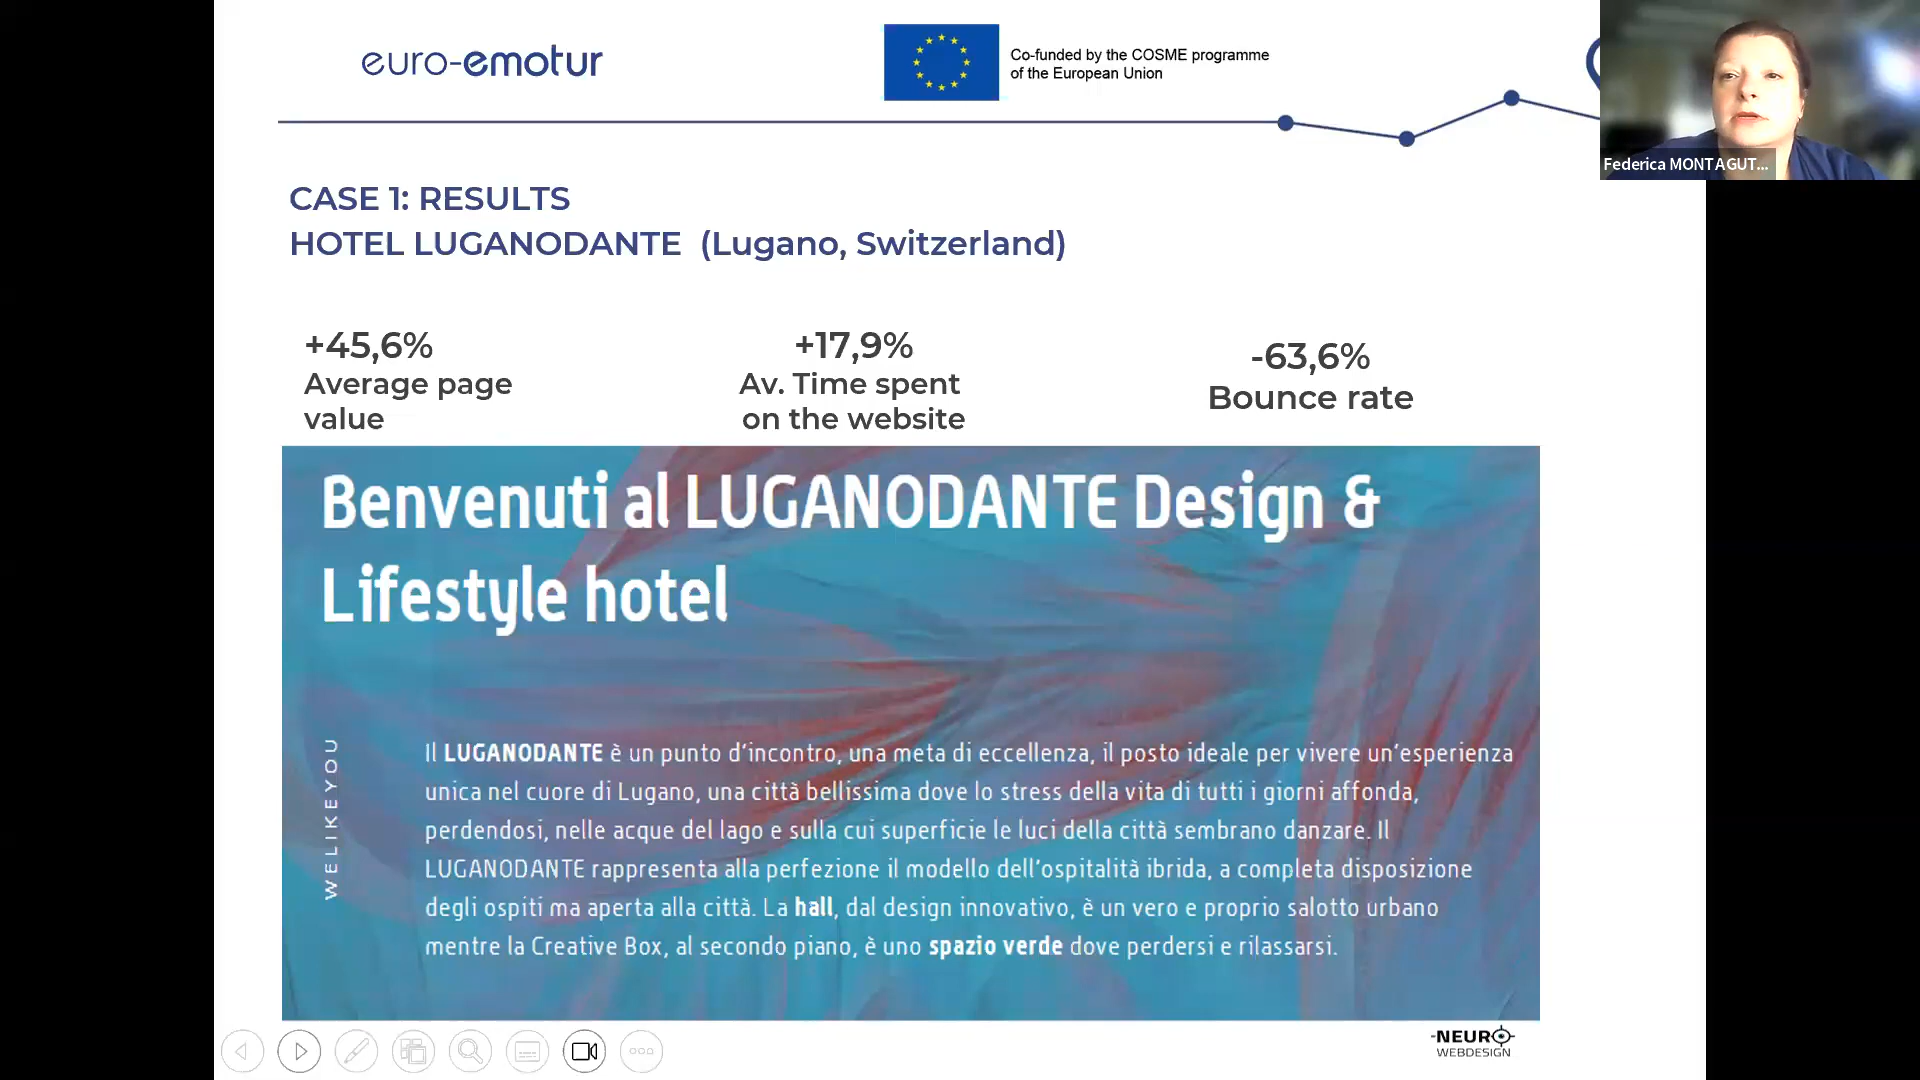 euro-emotur
Co-funded by the COSME programme
of the European Union
Federica MONTAGUT...
CASE 1: RESULTS
HOTEL LUGANODANTE (Lugano, Switzerland)
+45,6%
Average page
value
+17,9%
Av. Time spent
on the website
-63,6%
Bounce rate
Benvenuti al LUGANODANTE Design &
Lifestyle hotel
WELIKEYOU
Il LUGANODANTE è un punto d'incontro, una meta di eccellenza, il posto ideale per vivere un'esperienza
unica nel cuore di Lugano, una città bellissima dove lo stress della vita di tutti i giorni affonda,
perdendosi, nelle acque del lago e sulla cui superficie le luci della città sembrano danzare. Il
LUGANODANTE rappresenta alla perfezione il modello dell'ospitalità ibrida, a completa disposizione
degli ospiti ma aperta alla città. La hall, dal design innovativo, è un vero e proprio salotto urbano
mentre la Creative Box, al secondo piano, è uno spazio verde dove perdersi e rilassarsi.
NEURO
WEBDESIGN